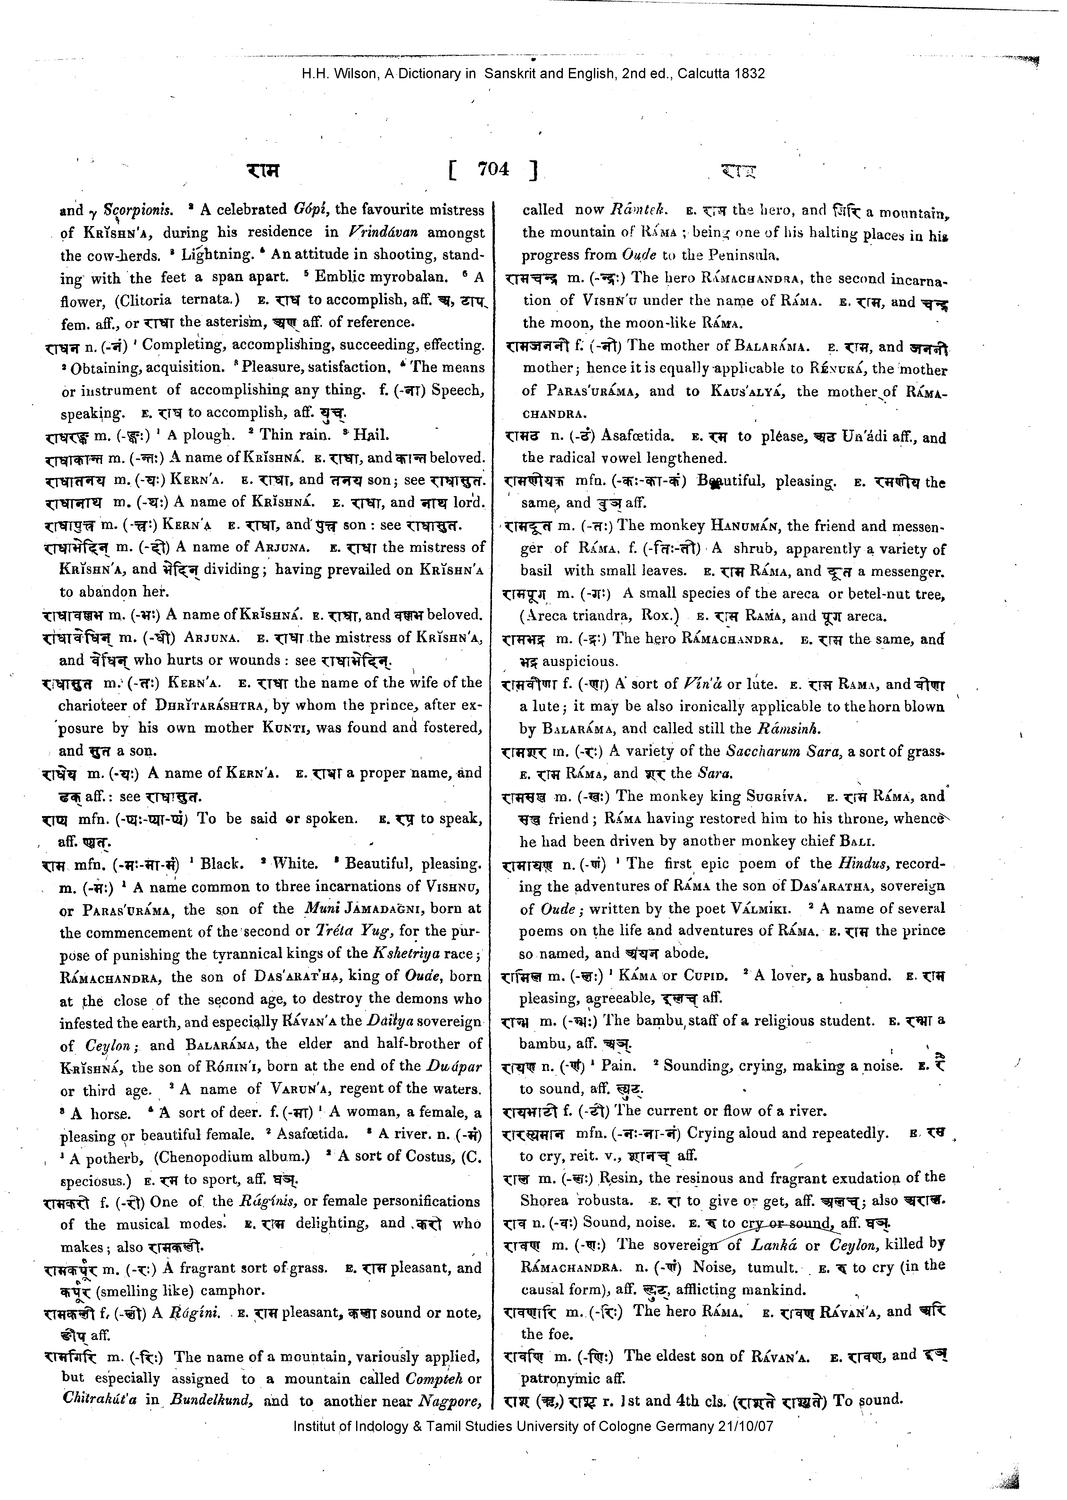 H.H. Wilson, A Dictionary in Sanskrit and English, 2nd ed., Calcutta 1832
राम [ 704 ]
and γ Scorpionis. ² A celebrated Gópí, the favourite mistress
of KRĬSHN'A, during his residence in Vrindávan amongst
the cow-herds. ³ Lightning. ⁴ An attitude in shooting, stand-
ing with the feet a span apart. ⁵ Emblic myrobalan. ⁶ A
flower, (Clitoria ternata.) E. राध to accomplish, aff. अ, टाप्
fem. aff., or राधा the asterism, अण् aff. of reference.
राधन n. (-नं) ¹ Completing, accomplishing, succeeding, effecting.
² Obtaining, acquisition. ³ Pleasure, satisfaction. ⁴ The means
or instrument of accomplishing any thing. f. (-ना) Speech,
speaking. E. राध to accomplish, aff. युच्.
राधरङ्क m. (-ङ्कः) ¹ A plough. ² Thin rain. ³ Hail.
राधाकान्त m. (-न्तः) A name of KRĬSHNÁ. E. राधा, and कान्त beloved.
राधातनय m. (-यः) KERN'A. E. राधा, and तनय son; see राधासुत.
राधानाथ m. (-थः) A name of KRĬSHNÁ. E. राधा, and नाथ lord.
राधापुत्त्र m. (-त्त्रः) KERN'A E. राधा, and पुत्त्र son : see राधासुत.
राधाभेदिन् m. (-दी) A name of ARJUNA. E. राधा the mistress of
KRĬSHN'A, and भेदिन् dividing; having prevailed on KRĬSHN'A
to abandon her.
राधावल्लभ m. (-भः) A name of KRĬSHNÁ. E. राधा, and वल्लभ beloved.
राधावेधिन् m. (-धी) ARJUNA. E. राधा the mistress of KRĬSHN'A,
and वेधिन् who hurts or wounds : see राधाभेदिन्.
राधासुत m. (-तः) KERN'A. E. राधा the name of the wife of the
charioteer of DHRĬTARÁSHTRA, by whom the prince, after ex-
posure by his own mother KUNTI, was found and fostered,
and सुत a son.
राधेय m. (-यः) A name of KERN'A. E. राधा a proper name, and
ढक् aff. : see राधासुत.
राप्य mfn. (-प्यः-प्या-प्यं) To be said or spoken. E. रप to speak,
aff. ण्यत्.
राम mfn. (-मः-मा-मं) ¹ Black. ² White. ³ Beautiful, pleasing.
m. (-मः) ¹ A name common to three incarnations of VISHNU,
or PARAS'URÁMA, the son of the Muni JAMADAGNI, born at
the commencement of the second or Tréta Yug, for the pur-
pose of punishing the tyrannical kings of the Kshetriya race;
RÁMACHANDRA, the son of DAS'ARAT'HA, king of Oude, born
at the close of the second age, to destroy the demons who
infested the earth, and especially RÁVAN'A the Daitya sovereign
of Ceylon; and BALARÁMA, the elder and half-brother of
KRĬSHNÁ, the son of RÓHIN'I, born at the end of the Dwápar
or third age. ² A name of VARUN'A, regent of the waters.
³ A horse. ⁴ A sort of deer. f. (-मा) ¹ A woman, a female, a
pleasing or beautiful female. ² Asafœtida. ³ A river. n. (-मं)
¹ A potherb, (Chenopodium album.) ² A sort of Costus, (C.
speciosus.) E. रम to sport, aff. घञ्.
रामकरी f. (-री) One of the Ráginis, or female personifications
of the musical modes. E. राम delighting, and करी who
makes; also रामकली.
रामकर्पूर m. (-रः) A fragrant sort of grass. E. राम pleasant, and
कर्पूर (smelling like) camphor.
रामकली f. (-ली) A Rágini. E. राम pleasant, कला sound or note,
ङीप् aff.
रामगिरि m. (-रिः) The name of a mountain, variously applied,
but especially assigned to a mountain called Compteh or
Chitrakút'a in Bundelkund, and to another near Nagpore,
called now Rámtek. E. राम the hero, and गिरि a mountain,
the mountain of RÁMA; being one of his halting places in his
progress from Oude to the Peninsula.
रामचन्द्र m. (-न्द्रः) The hero RÁMACHANDRA, the second incarna-
tion of VISHN'U under the name of RÁMA. E. राम, and चन्द्र
the moon, the moon-like RÁMA.
रामजननी f. (-नी) The mother of BALARÁMA. E. राम, and जननी
mother; hence it is equally applicable to RÉNUKÁ, the mother
of PARAS'URÁMA, and to KAUS'ALYÁ, the mother of RÁMA-
CHANDRA.
रामठ n. (-ठं) Asafœtida. E. रम to please, अठ Un'ádi aff., and
the radical vowel lengthened.
रामणीयक mfn. (-कः-का-कं) Beautiful, pleasing. E. रमणीय the
same, and वुञ् aff.
रामदूत m. (-तः) The monkey HANUMÁN, the friend and messen-
ger of RÁMA. f. (-तिः-ती) A shrub, apparently a variety of
basil with small leaves. E. राम RÁMA, and दूत a messenger.
रामपूग m. (-गः) A small species of the areca or betel-nut tree,
(Areca triandra, Rox.) E. राम RAMA, and पूग areca.
रामभद्र m. (-द्रः) The hero RÁMACHANDRA. E. राम the same, and
भद्र auspicious.
रामवीणा f. (-णा) A sort of Vín'à or lute. E. राम RAMA, and वीणा
a lute; it may be also ironically applicable to the horn blown
by BALARÁMA, and called still the Rámsinh.
रामशर m. (-रः) A variety of the Saccharum Sara, a sort of grass.
E. राम RÁMA, and शर the Sara.
रामसख m. (-खः) The monkey king SUGRÍVA. E. राम RÁMA, and
सख friend; RÁMA having restored him to his throne, whence
he had been driven by another monkey chief BALI.
रामायण n. (-णं) ¹ The first epic poem of the Hindus, record-
ing the adventures of RÁMA the son of DAS'ARATHA, sovereign
of Oude; written by the poet VÁLMIKI. ² A name of several
poems on the life and adventures of RÁMA. E. राम the prince
so named, and अयन abode.
रामिल m. (-लः) ¹ KÁMA or CUPID. ² A lover, a husband. E. राम
pleasing, agreeable, इलच् aff.
राम्भ m. (-म्भः) The bambu staff of a religious student. E. रम्भा a
bambu, aff. अञ्.
रायण n. (-णं) ¹ Pain. ² Sounding, crying, making a noise. E. रै
to sound, aff. ल्युट्.
रायभाटी f. (-टी) The current or flow of a river.
रारस्यमान mfn. (-नः-ना-नं) Crying aloud and repeatedly. E. रस
to cry, reit. v., शानच् aff.
राल m. (-लः) Resin, the resinous and fragrant exudation of the
Shorea robusta. E. रा to give or get, aff. अलच्; also अराल.
राव n. (-वः) Sound, noise. E. रु to cry or sound, aff. घञ्.
रावण m. (-णः) The sovereign of Lanká or Ceylon, killed by
RÁMACHANDRA. n. (-णं) Noise, tumult. E. रु to cry (in the
causal form), aff. ल्युट्, afflicting mankind.
रावणारि m. (-रिः) The hero RÁMA. E. रावण RÁVAN'A, and अरि
the foe.
रावणि m. (-णिः) The eldest son of RÁVAN'A. E. रावण, and इञ्
patronymic aff.
राशृ (ऋ,) राशृ r. 1st and 4th cls. (राशते राश्यते) To sound.
Institut of Indology & Tamil Studies University of Cologne Germany 21/10/07